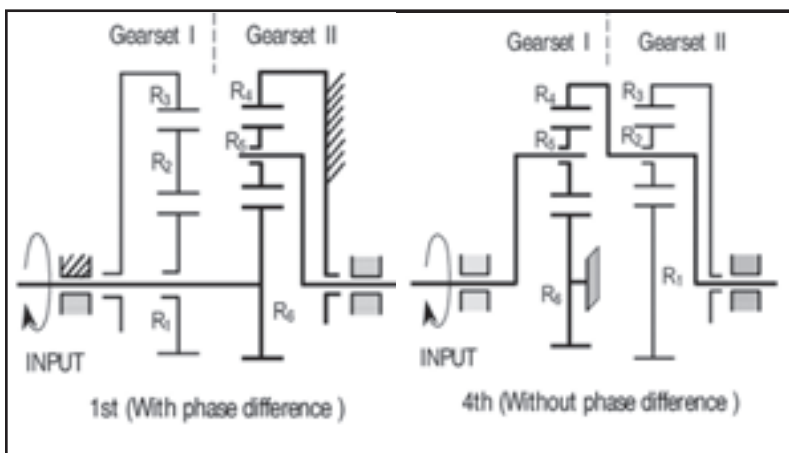 Gearset I Gearset II
R3 R4
R5
R2
R1 R6
INPUT
1st (With phase difference )
Gearset I Gearset II
R4 R3
R5 R2
R6 R1
INPUT
4th (Without phase difference )